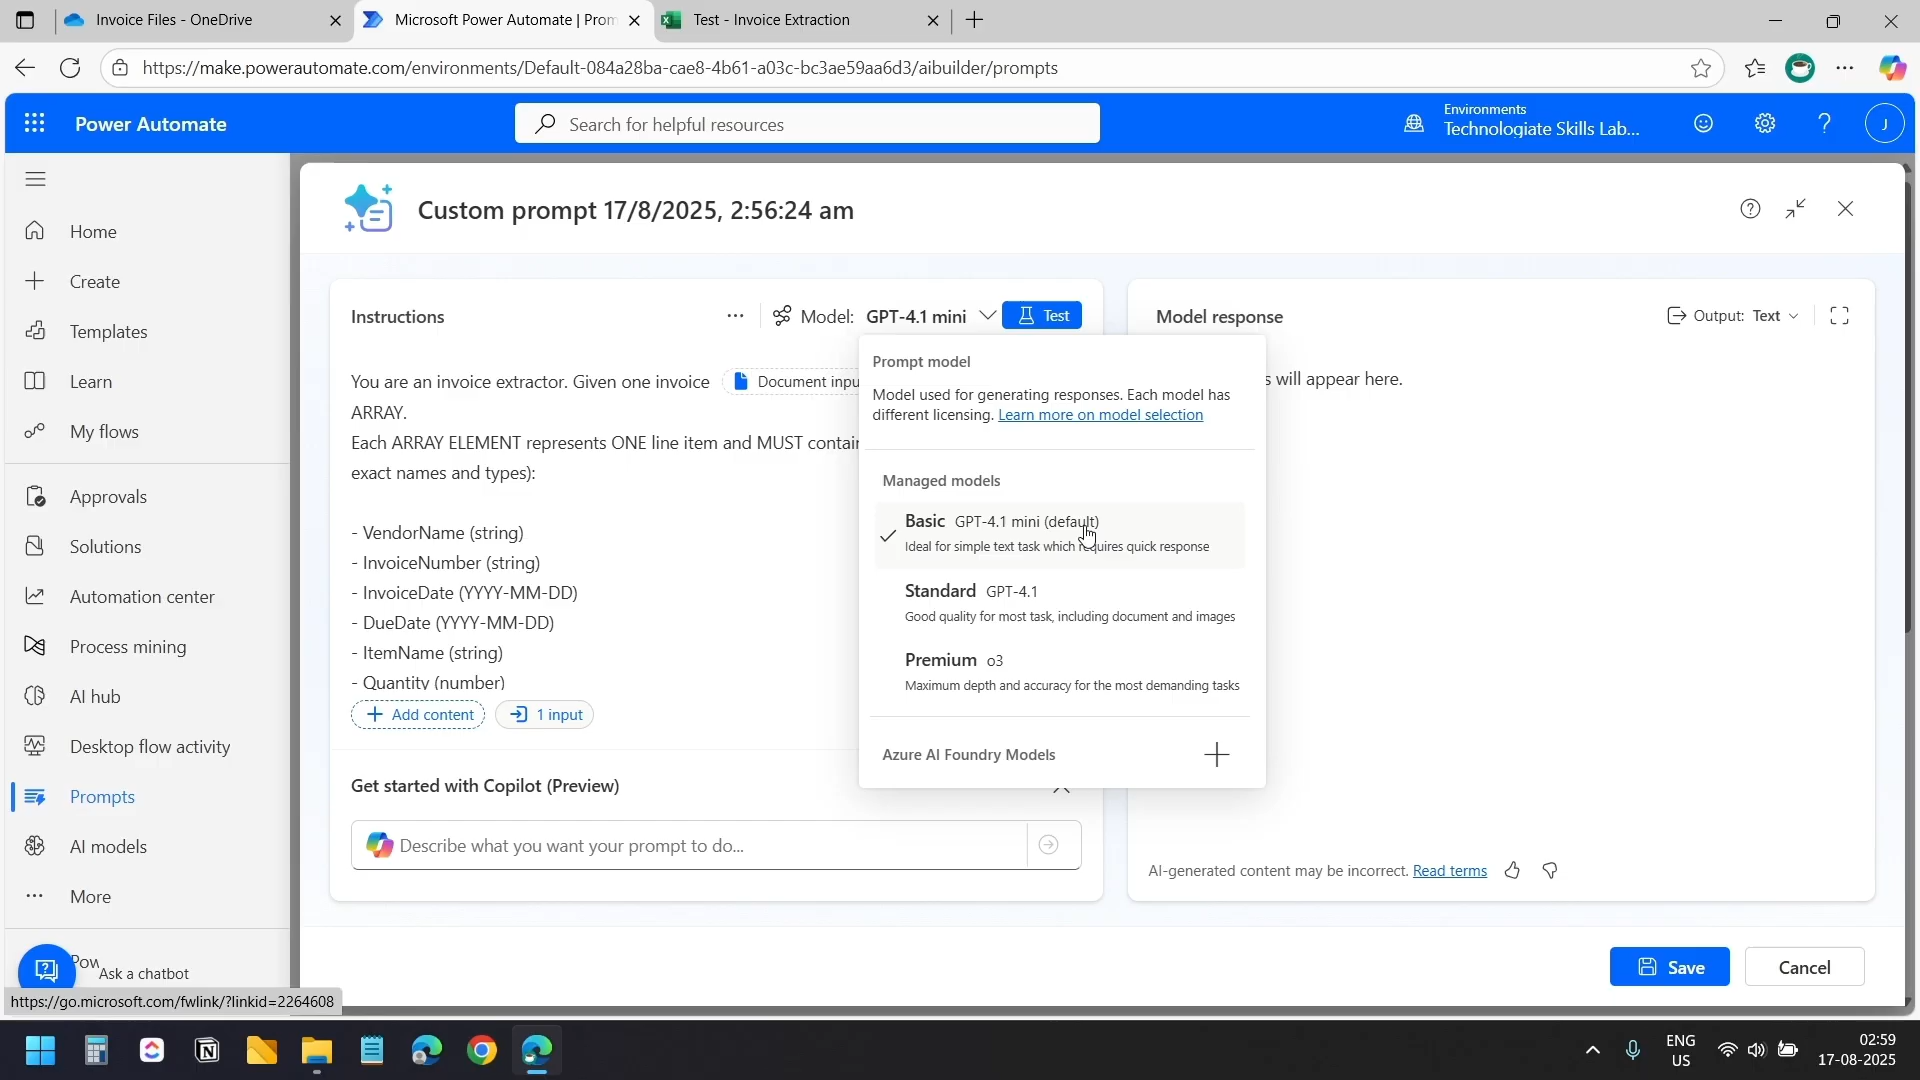 Invoice Files - OneDrive
Microsoft Power Automate | Prom
Test - Invoice Extraction
https://make.powerautomate.com/environments/Default-084a28ba-cae8-4b61-a03c-bc3ae59aa6d3/aibuilder/prompts
Power Automate
Search for helpful resources
Environments
Technologiate Skills Lab...
J
Home
Create
Templates
Learn
My flows
Approvals
Solutions
Automation center
Process mining
AI hub
Desktop flow activity
Prompts
AI models
More
Pow
Ask a chatbot
https://go.microsoft.com/fwlink/?linkid=2264608
Custom prompt 17/8/2025, 2:56:24 am
Instructions
Model: GPT-4.1 mini
Test
You are an invoice extractor. Given one invoice Document inpu
ARRAY.
Each ARRAY ELEMENT represents ONE line item and MUST contain
exact names and types):
- VendorName (string)
- InvoiceNumber (string)
- InvoiceDate (YYYY-MM-DD)
- DueDate (YYYY-MM-DD)
- ItemName (string)
- Quantity (number)
Add content
1 input
Get started with Copilot (Preview)
Describe what you want your prompt to do...
Prompt model
Model used for generating responses. Each model has
different licensing. Learn more on model selection
Managed models
Basic GPT-4.1 mini (default)
Ideal for simple text task which requires quick response
Standard GPT-4.1
Good quality for most task, including document and images
Premium o3
Maximum depth and accuracy for the most demanding tasks
Azure AI Foundry Models
Model response
Output: Text
s will appear here.
AI-generated content may be incorrect. Read terms
Save
Cancel
ENG
US
02:59
17-08-2025